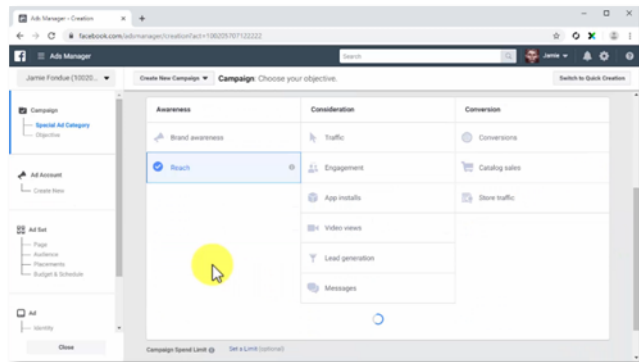 Ads Manager - Creation
facebook.com/adsmanager/creation?act=100205707122222
Ads Manager
Search
Jamie
Jamie Fondue (10020...
Create New Campaign
Campaign: Choose your objective.
Switch to Quick Creation
Campaign
Special Ad Category
Objective
Ad Account
Create New
Ad Set
Page
Audience
Placements
Budget & Schedule
Ad
Identity
Close
Awareness
Consideration
Conversion
Brand awareness
Traffic
Conversions
Reach
Engagement
Catalog sales
App installs
Store traffic
Video views
Lead generation
Messages
Campaign Spend Limit
Set a Limit (optional)